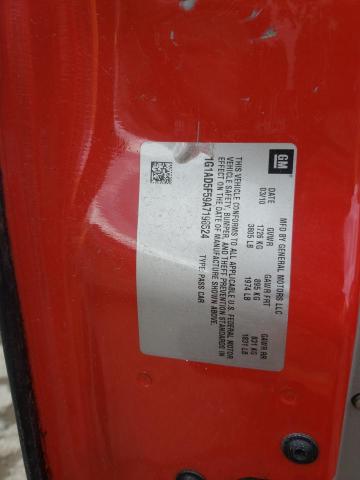 GM
MFD BY GENERAL MOTORS LLC
DATE GVWR GAWR FRT GAWR RR
03/10 1726 KG 895 KG 831 KG
3805 LB 1974 LB 1831 LB
THIS VEHICLE CONFORMS TO ALL APPLICABLE U.S. FEDERAL MOTOR
VEHICLE SAFETY, BUMPER, AND THEFT PREVENTION STANDARDS IN
EFFECT ON THE DATE OF MANUFACTURE SHOWN ABOVE.
TYPE: PASS CAR